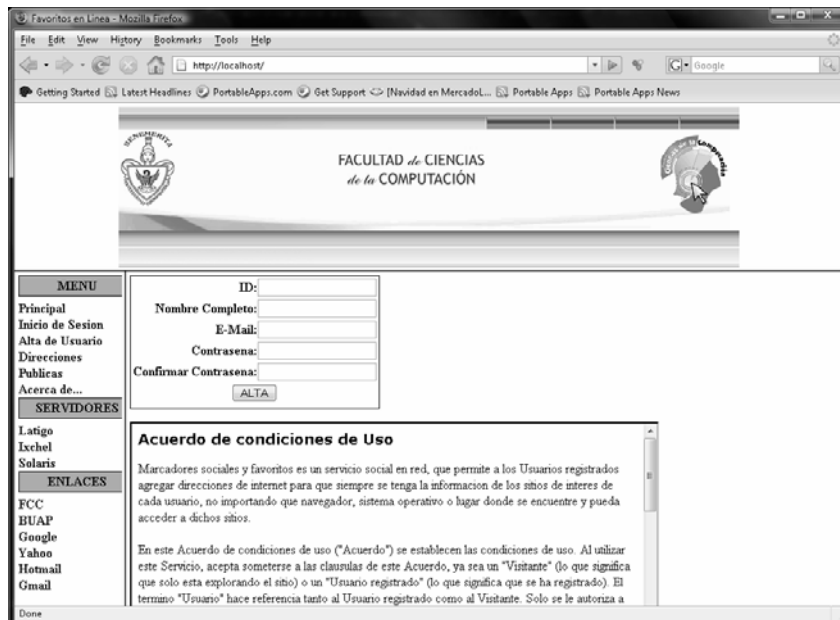 Favoritos en Linea - Mozilla Firefox
File Edit View History Bookmarks Tools Help
http://localhost/
G Google
Getting Started Latest Headlines PortableApps.com Get Support [Navidad en MercadoL... Portable Apps Portable Apps News
BENEMERITA
FACULTAD de CIENCIAS
de la COMPUTACIÓN
Ciencias de la Computación
MENU
Principal
Inicio de Sesion
Alta de Usuario
Direcciones
Publicas
Acerca de...
SERVIDORES
Latigo
Ixchel
Solaris
ENLACES
FCC
BUAP
Google
Yahoo
Hotmail
Gmail
ID:
Nombre Completo:
E-Mail:
Contrasena:
Confirmar Contrasena:
ALTA
Acuerdo de condiciones de Uso
Marcadores sociales y favoritos es un servicio social en red, que permite a los Usuarios registrados
agregar direcciones de internet para que siempre se tenga la informacion de los sitios de interes de
cada usuario, no importando que navegador, sistema operativo o lugar donde se encuentre y pueda
acceder a dichos sitios.
En este Acuerdo de condiciones de uso ("Acuerdo") se establecen las condiciones de uso. Al utilizar
este Servicio, acepta someterse a las clausulas de este Acuerdo, ya sea un "Visitante" (lo que significa
que solo esta explorando el sitio) o un "Usuario registrado" (lo que significa que se ha registrado). El
termino "Usuario" hace referencia tanto al Usuario registrado como al Visitante. Solo se le autoriza a
Done